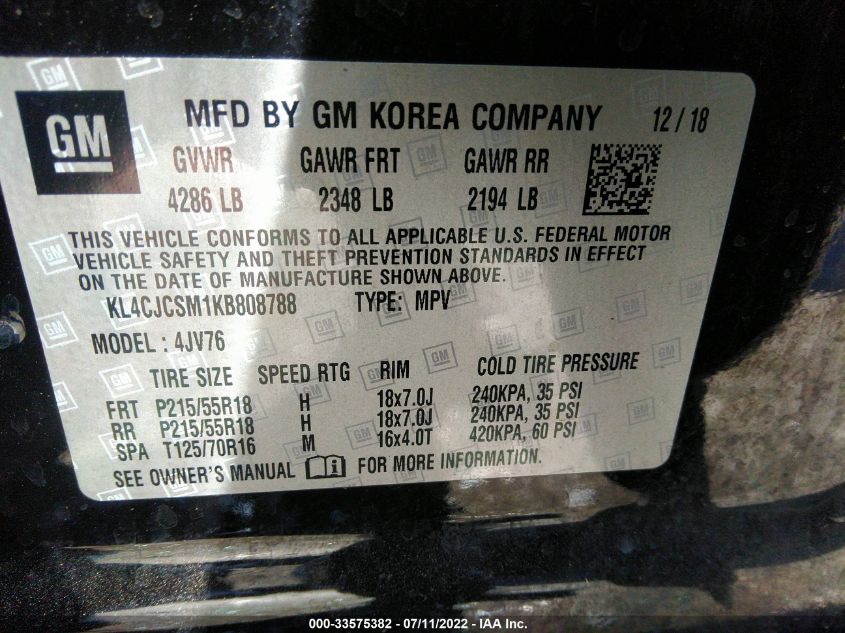 GM
MFD BY GM KOREA COMPANY 12 / 18
GVWR GAWR FRT GAWR RR
4286 LB 2348 LB 2194 LB
THIS VEHICLE CONFORMS TO ALL APPLICABLE U.S. FEDERAL MOTOR
VEHICLE SAFETY AND THEFT PREVENTION STANDARDS IN EFFECT
ON THE DATE OF MANUFACTURE SHOWN ABOVE.
KL4CJCSM1KB808788 TYPE: MPV
MODEL : 4JV76
TIRE SIZE SPEED RTG RIM COLD TIRE PRESSURE
FRT P215/55R18 H 18x7.0J 240KPA, 35 PSI
RR P215/55R18 H 18x7.0J 240KPA, 35 PSI
SPA T125/70R16 M 16x4.0T 420KPA, 60 PSI
SEE OWNER'S MANUAL FOR MORE INFORMATION.
000-33575382 - 07/11/2022 - IAA Inc.